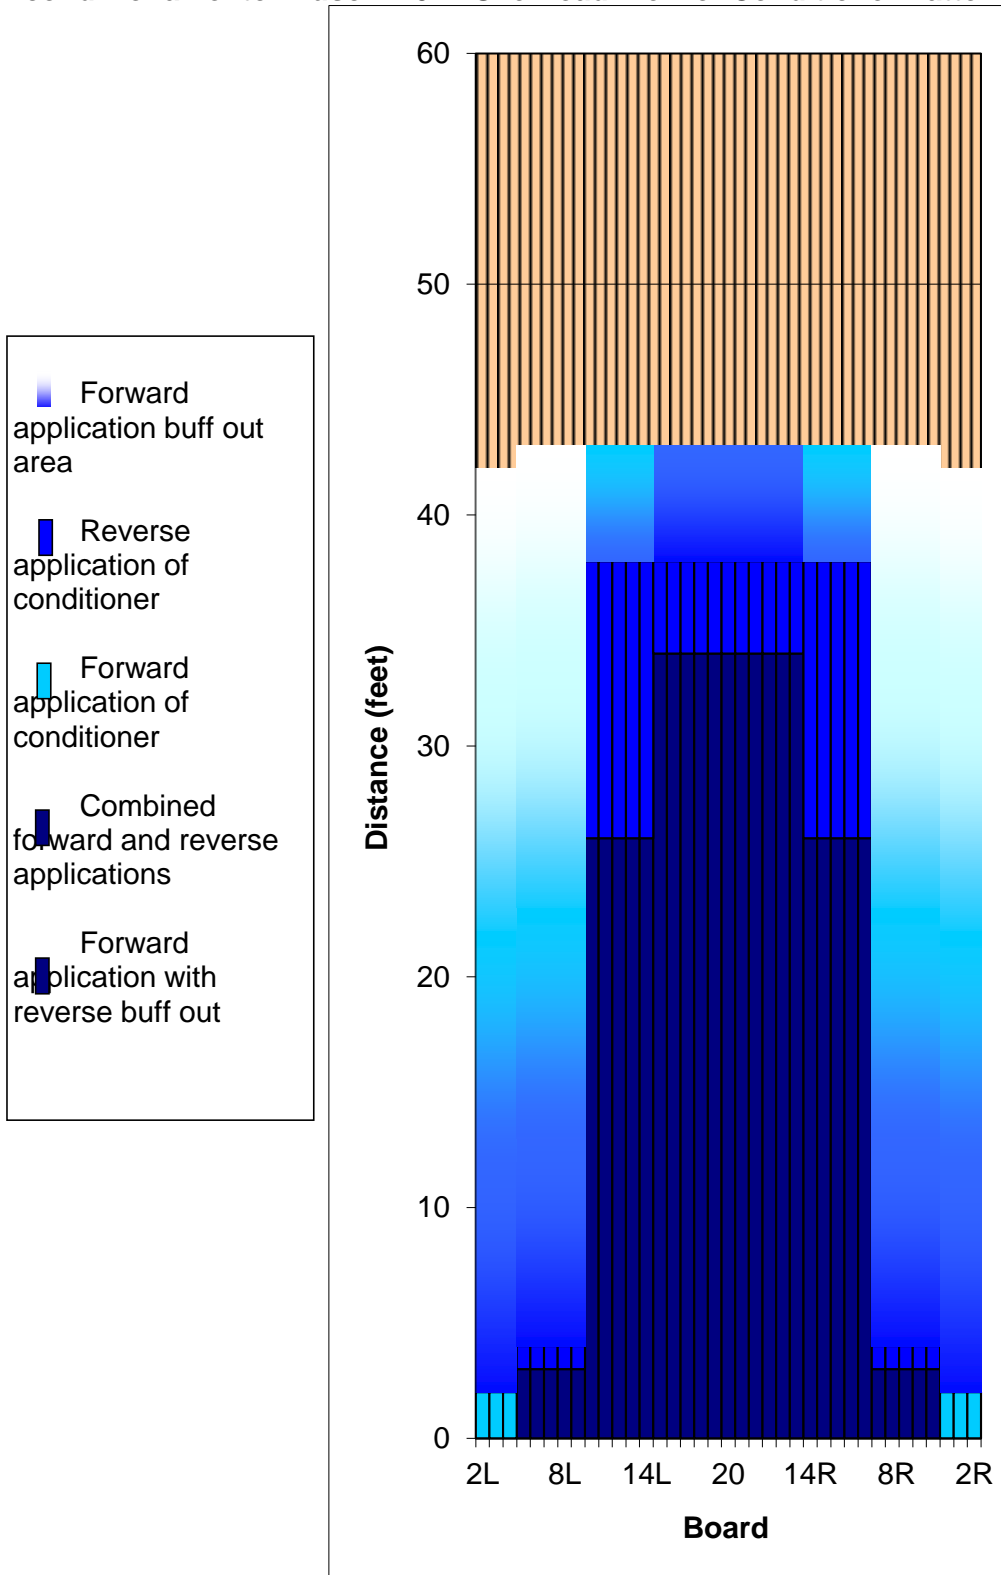 60
50
40
30
20
10
0
Distance (feet)
2L 8L 14L 20 14R 8R 2R
Board
Forward
application buff out
area
Reverse
application of
conditioner
Forward
application of
conditioner
Combined
forward and reverse
applications
Forward
application with
reverse buff out